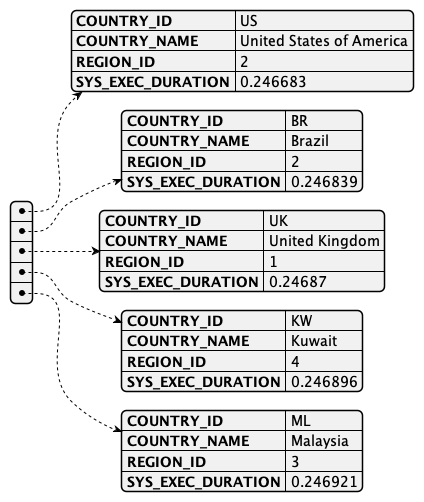 COUNTRY_ID US
COUNTRY_NAME United States of America
REGION_ID 2
SYS_EXEC_DURATION 0.246683
COUNTRY_ID BR
COUNTRY_NAME Brazil
REGION_ID 2
SYS_EXEC_DURATION 0.246839
COUNTRY_ID UK
COUNTRY_NAME United Kingdom
REGION_ID 1
SYS_EXEC_DURATION 0.24687
COUNTRY_ID KW
COUNTRY_NAME Kuwait
REGION_ID 4
SYS_EXEC_DURATION 0.246896
COUNTRY_ID ML
COUNTRY_NAME Malaysia
REGION_ID 3
SYS_EXEC_DURATION 0.246921